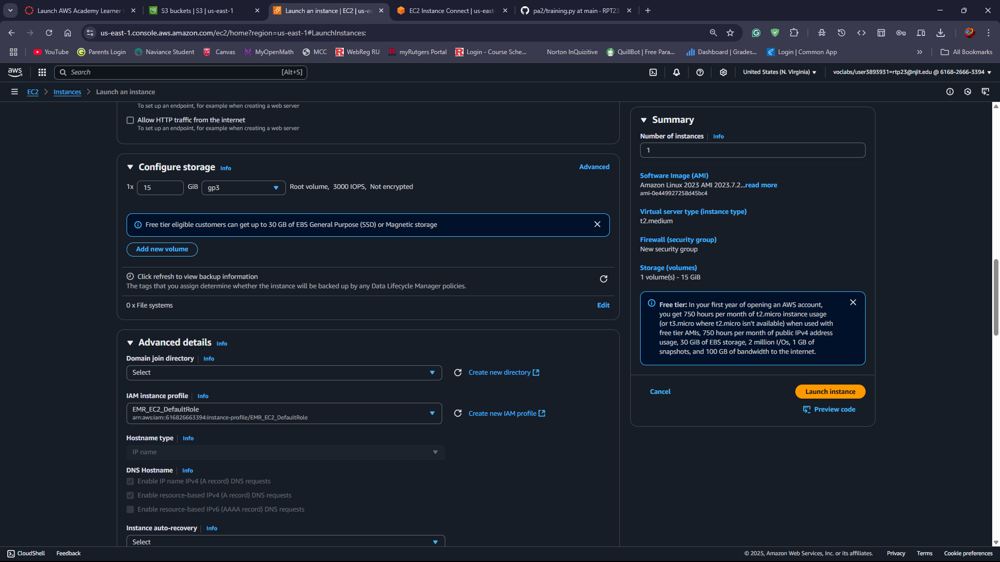 Launch AWS Academy Learner
S3 buckets | S3 | us-east-1
Launch an instance | EC2 | us-ea
EC2 Instance Connect | us-east-
pa2/training.py at main · RPT23
us-east-1.console.aws.amazon.com/ec2/home?region=us-east-1#LaunchInstances:
YouTube
Parents Login
Naviance Student
Canvas
MyOpenMath
MCC
WebReg RU
myRutgers Portal
Login - Course Sche...
Norton InQuizitive
QuillBot | Free Para...
Dashboard | Grades...
Login | Common App
All Bookmarks
aws
Search
[Alt+S]
United States (N. Virginia)
voclabs/user3893931=rtp23@njit.edu @ 6168-2666-3394
EC2
Instances
Launch an instance
To set up an endpoint, for example when creating a web server
Allow HTTP traffic from the internet
To set up an endpoint, for example when creating a web server
Configure storage Info
Advanced
1x 15 GiB gp3 Root volume, 3000 IOPS, Not encrypted
Free tier eligible customers can get up to 30 GB of EBS General Purpose (SSD) or Magnetic storage
Add new volume
Click refresh to view backup information
The tags that you assign determine whether the instance will be backed up by any Data Lifecycle Manager policies.
0 x File systems
Edit
Advanced details Info
Domain join directory Info
Select
Create new directory
IAM instance profile Info
EMR_EC2_DefaultRole
arn:aws:iam::616826663394:instance-profile/EMR_EC2_DefaultRole
Create new IAM profile
Hostname type Info
IP name
DNS Hostname Info
Enable IP name IPv4 (A record) DNS requests
Enable resource-based IPv4 (A record) DNS requests
Enable resource-based IPv6 (AAAA record) DNS requests
Instance auto-recovery Info
Select
Summary
Number of instances Info
1
Software Image (AMI)
Amazon Linux 2023 AMI 2023.7.2...read more
ami-0e449927258d45bc4
Virtual server type (instance type)
t2.medium
Firewall (security group)
New security group
Storage (volumes)
1 volume(s) - 15 GiB
Free tier: In your first year of opening an AWS account,
you get 750 hours per month of t2.micro instance usage
(or t3.micro where t2.micro isn't available) when used with
free tier AMIs, 750 hours per month of public IPv4 address
usage, 30 GiB of EBS storage, 2 million I/Os, 1 GB of
snapshots, and 100 GB of bandwidth to the internet.
Cancel
Launch instance
Preview code
CloudShell
Feedback
© 2025, Amazon Web Services, Inc. or its affiliates.
Privacy
Terms
Cookie preferences